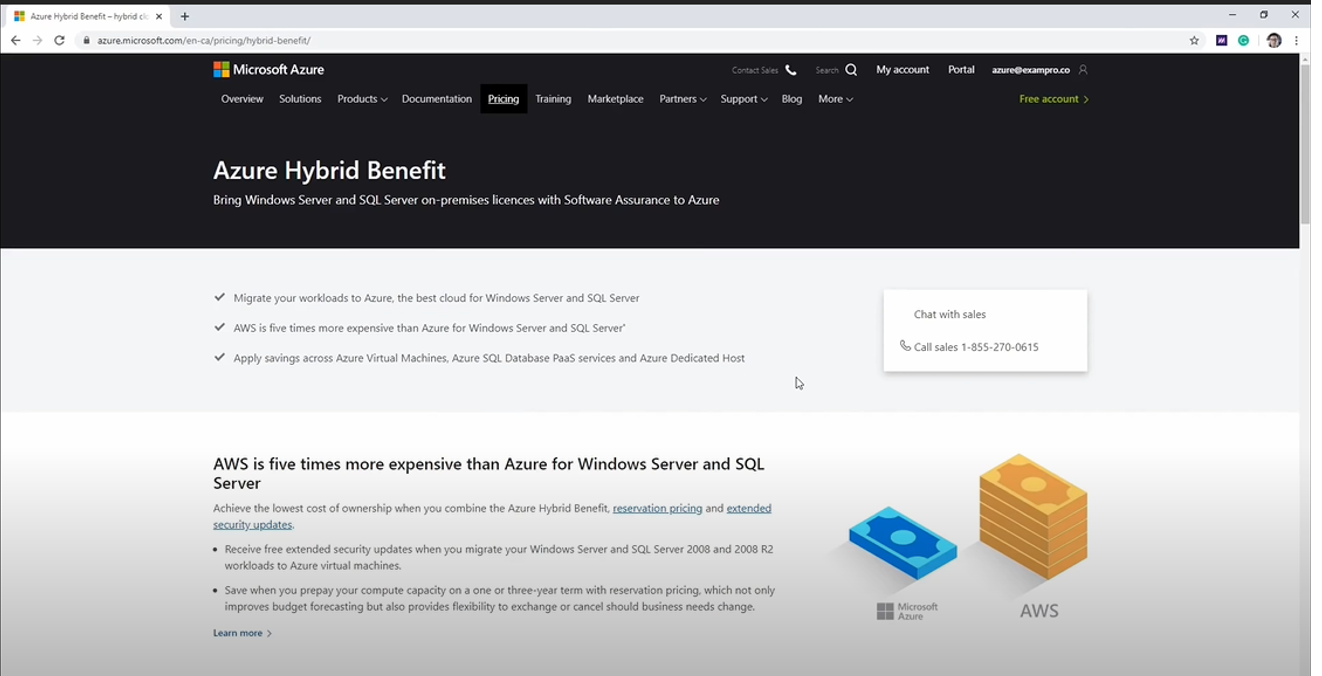 Azure Hybrid Benefit – hybrid clo
azure.microsoft.com/en-ca/pricing/hybrid-benefit/
Microsoft Azure
Contact Sales Search My account Portal azure@exampro.co
Overview Solutions Products Documentation Pricing Training Marketplace Partners Support Blog More Free account
Azure Hybrid Benefit
Bring Windows Server and SQL Server on-premises licences with Software Assurance to Azure
Migrate your workloads to Azure, the best cloud for Windows Server and SQL Server
AWS is five times more expensive than Azure for Windows Server and SQL Server*
Apply savings across Azure Virtual Machines, Azure SQL Database PaaS services and Azure Dedicated Host
Chat with sales
Call sales 1-855-270-0615
AWS is five times more expensive than Azure for Windows Server and SQL
Server
Achieve the lowest cost of ownership when you combine the Azure Hybrid Benefit, reservation pricing and extended
security updates.
• Receive free extended security updates when you migrate your Windows Server and SQL Server 2008 and 2008 R2
workloads to Azure virtual machines.
• Save when you prepay your compute capacity on a one or three-year term with reservation pricing, which not only
improves budget forecasting but also provides flexibility to exchange or cancel should business needs change.
Learn more
Microsoft
Azure
AWS